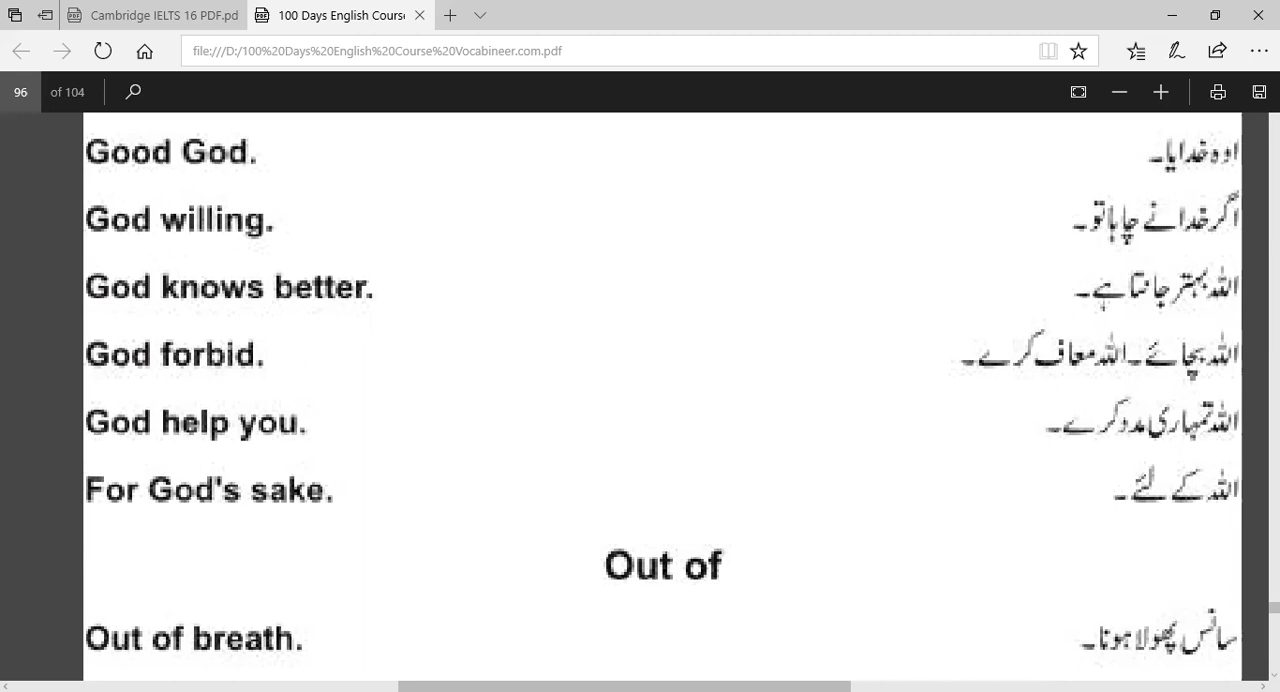 Cambridge IELTS 16 PDF.pd
100 Days English Course
file:///D:/100%20Days%20English%20Course%20Vocabineer.com.pdf
96 of 104
Good God. اوہ خدایا۔
God willing. اگر خدا نے چاہا تو۔
God knows better. اللہ بہتر جانتا ہے۔
God forbid. اللہ بچائے۔ اللہ معاف کرے۔
God help you. اللہ تمہاری مدد کرے۔
For God's sake. اللہ کے لئے۔
Out of
Out of breath. سانس پھولا ہونا۔